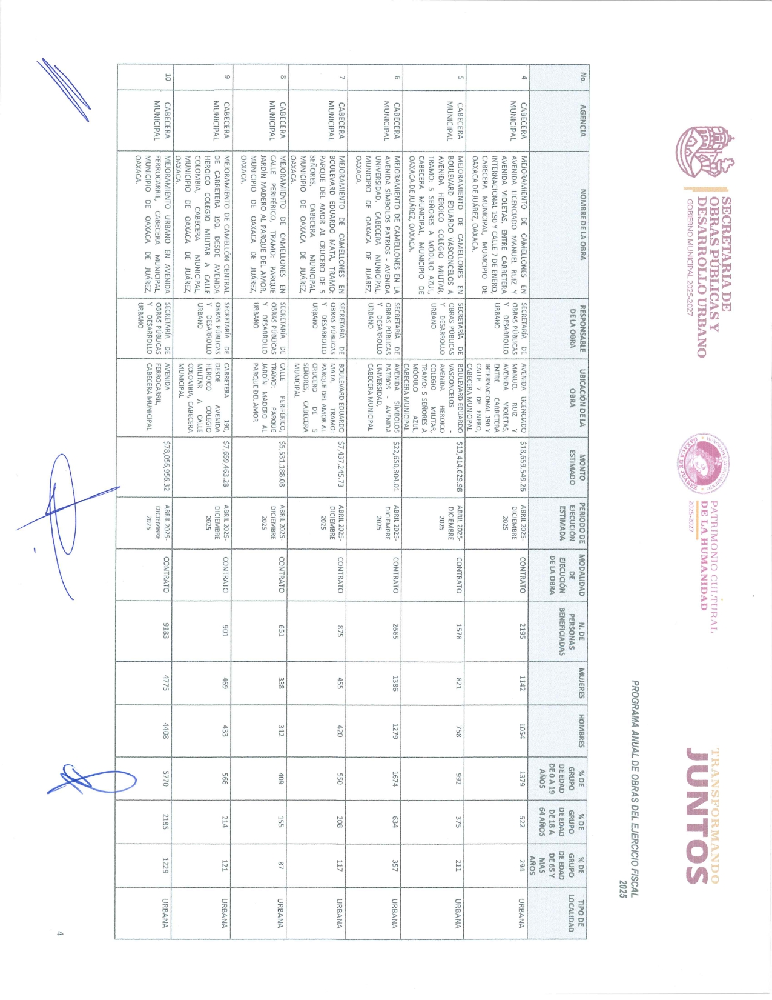 SECRETARÍA DE
OBRAS PÚBLICAS Y
DESARROLLO URBANO
GOBIERNO MUNICIPAL 2025-2027
HONORABLE AYUNTAMIENTO
OAXACA DE JUÁREZ
PATRIMONIO CULTURAL
DE LA HUMANIDAD
2025-2027
TRANSFORMANDO
JUNTOS
PROGRAMA ANUAL DE OBRAS DEL EJERCICIO FISCAL
2025
No.
AGENCIA
NOMBRE DE LA OBRA
RESPONSABLE
DE LA OBRA
UBICACIÓN DE LA
OBRA
MONTO
ESTIMADO
PERIODO DE
EJECUCIÓN
ESTIMADA
MODALIDAD
DE
EJECUCIÓN
DE LA OBRA
N. DE
PERSONAS
BENEFICIADAS
MUJERES
HOMBRES
% DE
GRUPO
DE EDAD
DE 0 A 19
AÑOS
% DE
GRUPO
DE EDAD
DE 18 A
64 AÑOS
% DE
GRUPO
DE EDAD
DE 65 Y
MAS
AÑOS
TIPO DE
LOCALIDAD
4
CABECERA
MUNICIPAL
MEJORAMIENTO DE CAMELLONES EN
AVENIDA LICENCIADO MANUEL RUIZ Y
AVENIDA VIOLETAS, ENTRE CARRETERA
INTERNACIONAL 190 Y CALLE 7 DE ENERO,
CABECERA MUNICIPAL, MUNICIPIO DE
OAXACA DE JUÁREZ, OAXACA.
SECRETARÍA DE
OBRAS PÚBLICAS
Y DESARROLLO
URBANO
AVENIDA LICENCIADO
MANUEL RUIZ Y
AVENIDA VIOLETAS,
ENTRE CARRETERA
INTERNACIONAL 190 Y
CALLE 7 DE ENERO,
CABECERA MUNICIPAL
$18,659,549.26
ABRIL 2025-
DICIEMBRE
2025
CONTRATO
2195
1142
1054
1379
522
294
URBANA
5
CABECERA
MUNICIPAL
MEJORAMIENTO DE CAMELLONES EN
BOULEVARD EDUARDO VASCONCELOS A
AVENIDA HEROICO COLEGIO MILITAR,
TRAMO: 5 SEÑORES A MÓDULO AZUL,
CABECERA MUNICIPAL, MUNICIPIO DE
OAXACA DE JUÁREZ, OAXACA.
SECRETARÍA DE
OBRAS PÚBLICAS
Y DESARROLLO
URBANO
BOULEVARD EDUARDO
VASCONCELOS -
AVENIDA HEROICO
COLEGIO MILITAR,
TRAMO: 5 SEÑORES A
MÓDULO AZUL,
CABECERA MUNICIPAL
$13,414,629.98
ABRIL 2025-
DICIEMBRE
2025
CONTRATO
1578
821
758
992
375
211
URBANA
6
CABECERA
MUNICIPAL
MEJORAMIENTO DE CAMELLONES EN LA
AVENIDA SÍMBOLOS PATRIOS - AVENIDA
UNIVERSIDAD, CABECERA MUNICIPAL,
MUNICIPIO DE OAXACA DE JUÁREZ,
OAXACA.
SECRETARÍA DE
OBRAS PÚBLICAS
Y DESARROLLO
URBANO
AVENIDA SÍMBOLOS
PATRIOS - AVENIDA
UNIVERSIDAD,
CABECERA MUNICIPAL
$22,650,304.01
ABRIL 2025-
DICIEMBRE
2025
CONTRATO
2665
1386
1279
1674
634
357
URBANA
7
CABECERA
MUNICIPAL
MEJORAMIENTO DE CAMELLONES EN
BOULEVARD EDUARDO MATA, TRAMO:
PARQUE DEL AMOR AL CRUCERO DE 5
SEÑORES, CABECERA MUNICIPAL,
MUNICIPIO DE OAXACA DE JUÁREZ,
OAXACA.
SECRETARÍA DE
OBRAS PÚBLICAS
Y DESARROLLO
URBANO
BOULEVARD EDUARDO
MATA, TRAMO:
PARQUE DEL AMOR AL
CRUCERO DE 5
SEÑORES, CABECERA
MUNICIPAL
$7,437,245.73
ABRIL 2025-
DICIEMBRE
2025
CONTRATO
875
455
420
550
208
117
URBANA
8
CABECERA
MUNICIPAL
MEJORAMIENTO DE CAMELLONES EN
CALLE PERIFÉRICO, TRAMO: PARQUE
JARDÍN MADERO AL PARQUE DEL AMOR,
MUNICIPIO DE OAXACA DE JUÁREZ,
OAXACA.
SECRETARÍA DE
OBRAS PÚBLICAS
Y DESARROLLO
URBANO
CALLE PERIFÉRICO,
TRAMO: PARQUE
JARDÍN MADERO AL
PARQUE DEL AMOR
$5,531,188.08
ABRIL 2025-
DICIEMBRE
2025
CONTRATO
651
338
312
409
155
87
URBANA
9
CABECERA
MUNICIPAL
MEJORAMIENTO DE CAMELLÓN CENTRAL
DE CARRETERA 190, DESDE AVENIDA
HEROICO COLEGIO MILITAR A CALLE
COLOMBIA, CABECERA MUNICIPAL,
MUNICIPIO DE OAXACA DE JUÁREZ,
OAXACA.
SECRETARÍA DE
OBRAS PÚBLICAS
Y DESARROLLO
URBANO
CARRETERA 190,
DESDE AVENIDA
HEROICO COLEGIO
MILITAR A CALLE
COLOMBIA, CABECERA
MUNICIPAL
$7,659,463.28
ABRIL 2025-
DICIEMBRE
2025
CONTRATO
901
469
433
566
214
121
URBANA
10
CABECERA
MUNICIPAL
MEJORAMIENTO URBANO EN AVENIDA
FERROCARRIL, CABECERA MUNICIPAL,
MUNICIPIO DE OAXACA DE JUÁREZ,
OAXACA.
SECRETARÍA DE
OBRAS PÚBLICAS
Y DESARROLLO
URBANO
AVENIDA
FERROCARRIL,
CABECERA MUNICIPAL
$78,056,956.32
ABRIL 2025-
DICIEMBRE
2025
CONTRATO
9183
4775
4408
5770
2185
1229
URBANA
4